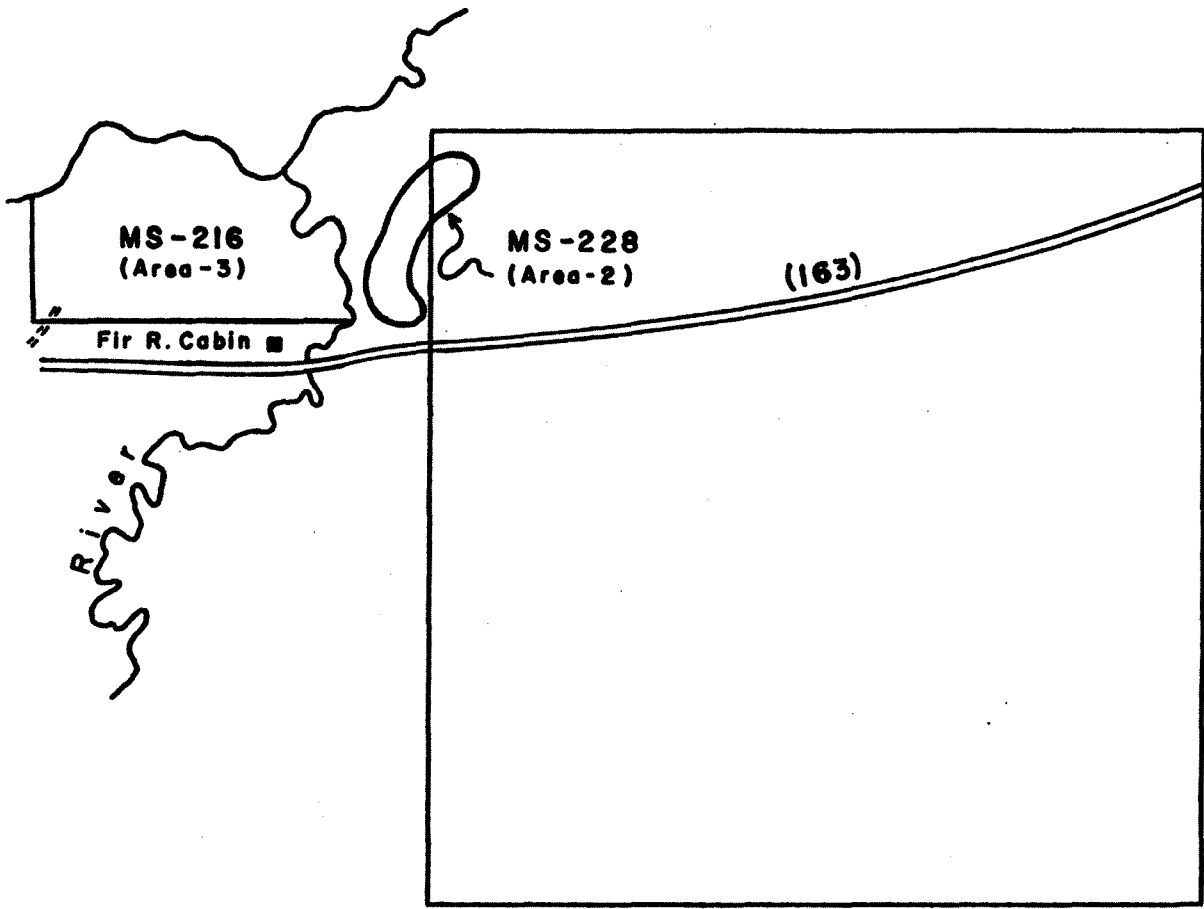 MS-216
(Area-3)
MS-228
(Area-2)
(163)
Fir R. Cabin
River